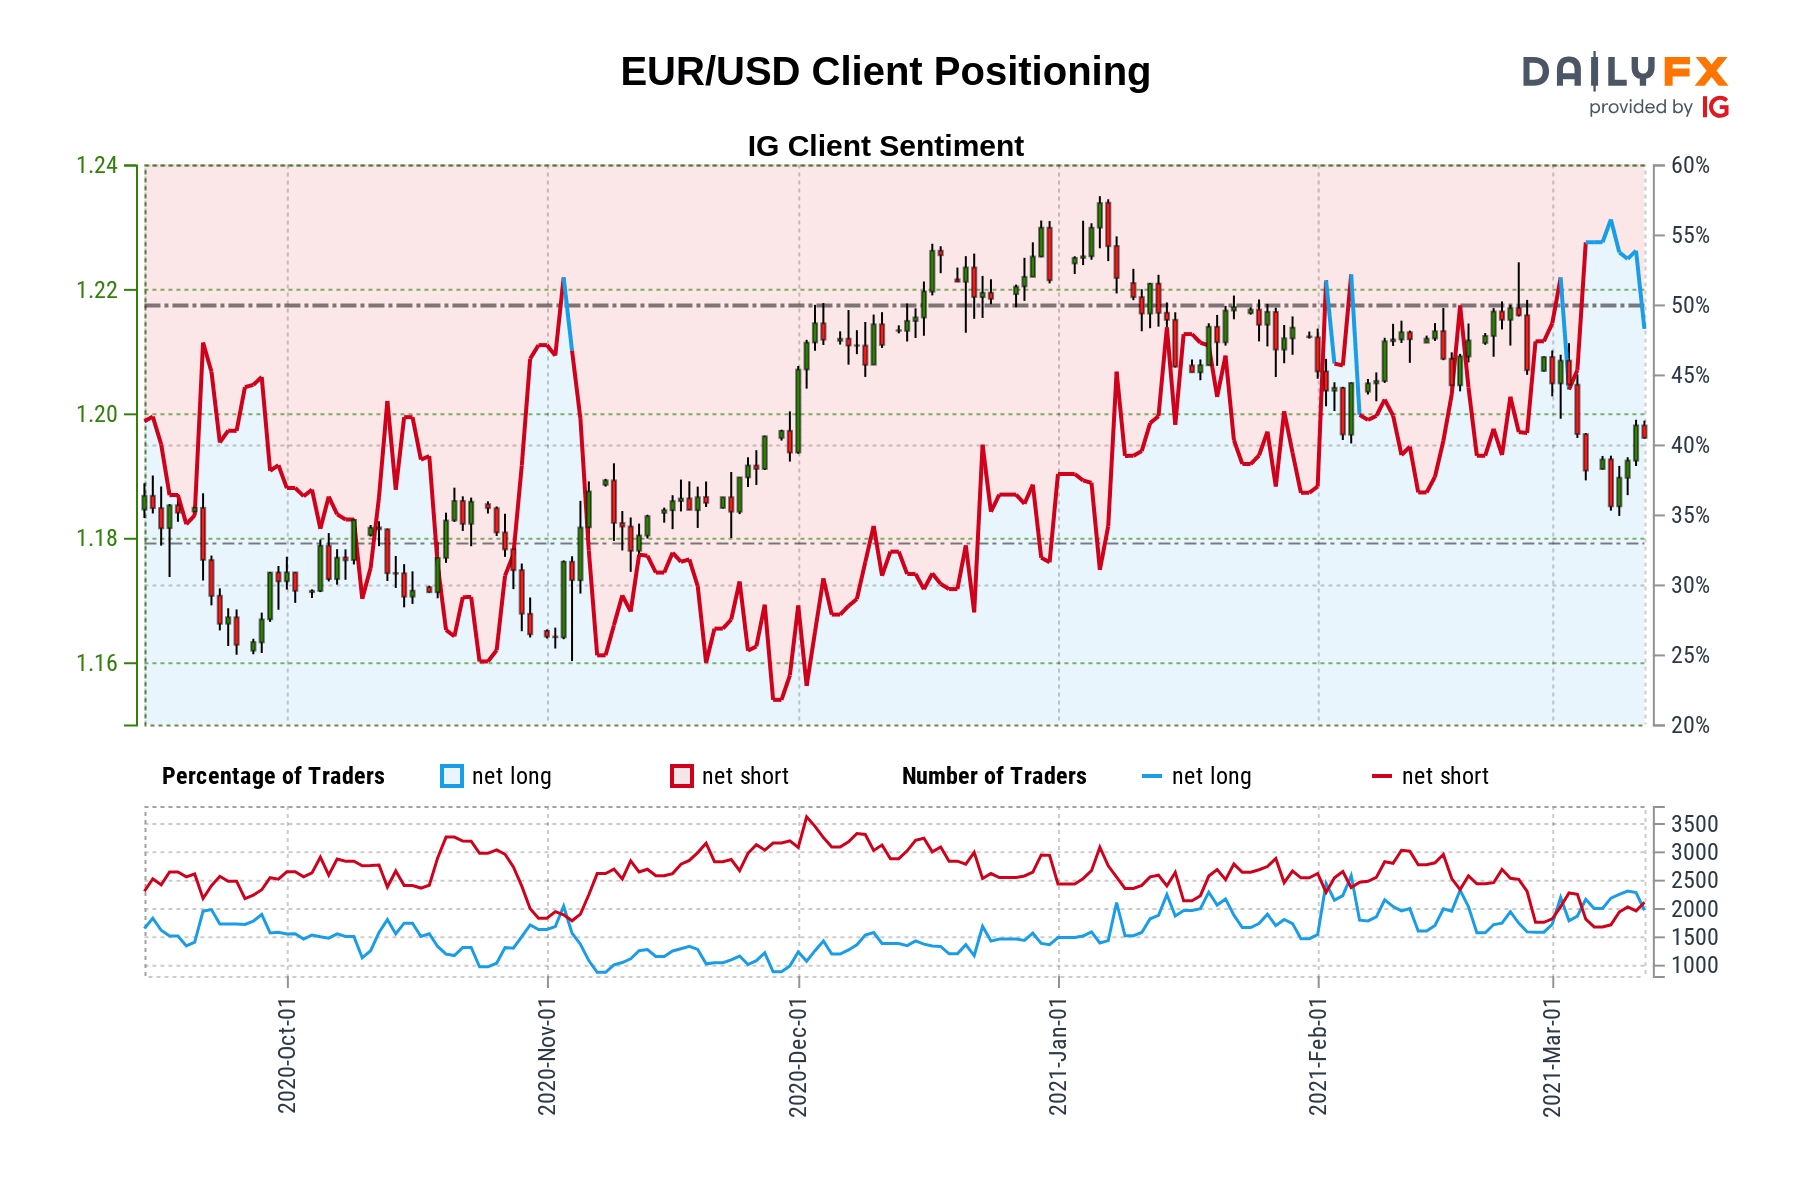 EUR/USD Client Positioning
DAILYFX
provided by IG
IG Client Sentiment
1.24
1.22
1.20
1.18
1.16
60%
55%
50%
45%
40%
35%
30%
25%
20%
Percentage of Traders net long net short Number of Traders net long net short
3500
3000
2500
2000
1500
1000
2020-Oct-01
2020-Nov-01
2020-Dec-01
2021-Jan-01
2021-Feb-01
2021-Mar-01